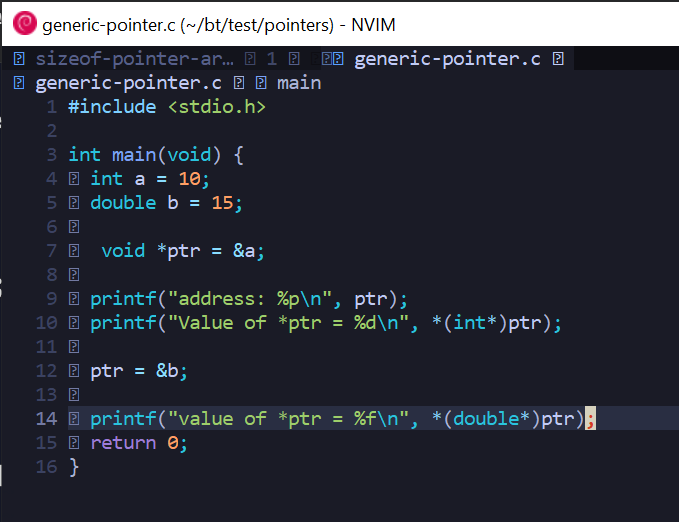 generic-pointer.c (~/bt/test/pointers) - NVIM
sizeof-pointer-ar… 1 generic-pointer.c
generic-pointer.c main
1 #include <stdio.h>
2
3 int main(void) {
4 int a = 10;
5 double b = 15;
6
7 void *ptr = &a;
8
9 printf("address: %p\n", ptr);
10 printf("Value of *ptr = %d\n", *(int*)ptr);
11
12 ptr = &b;
13
14 printf("value of *ptr = %f\n", *(double*)ptr);
15 return 0;
16 }